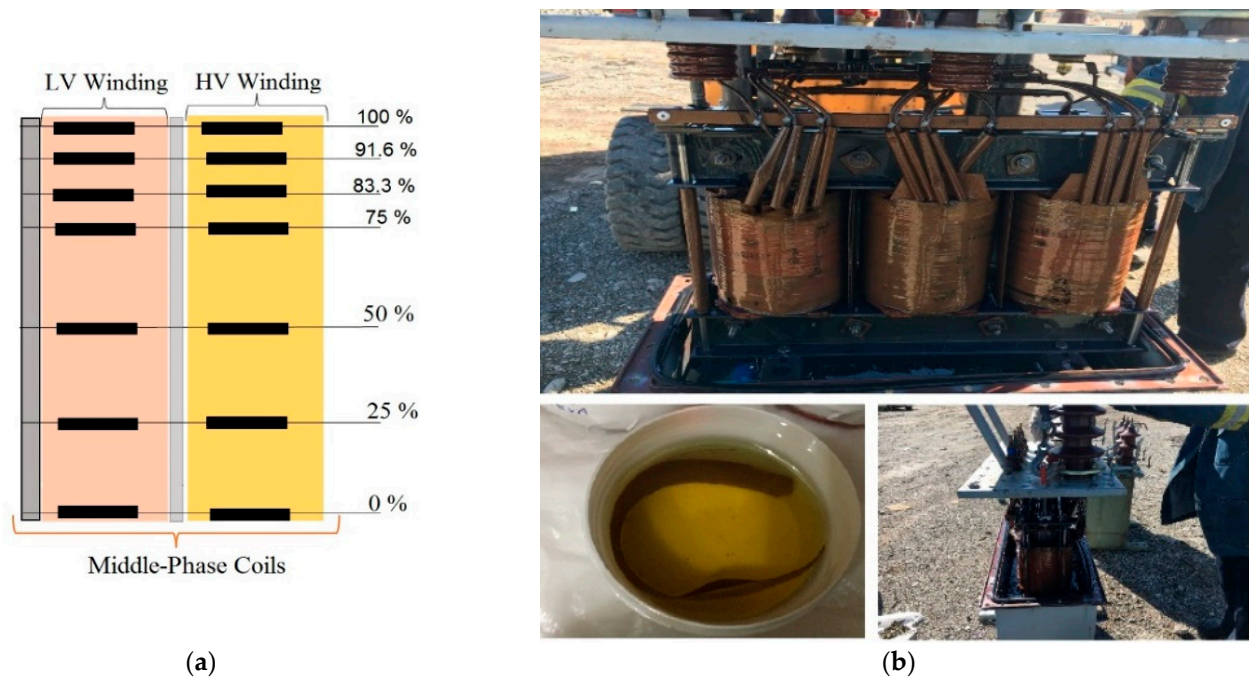 LV Winding
HV Winding
100 %
91.6 %
83.3 %
75 %
50 %
25 %
0 %
Middle-Phase Coils
(a)
(b)